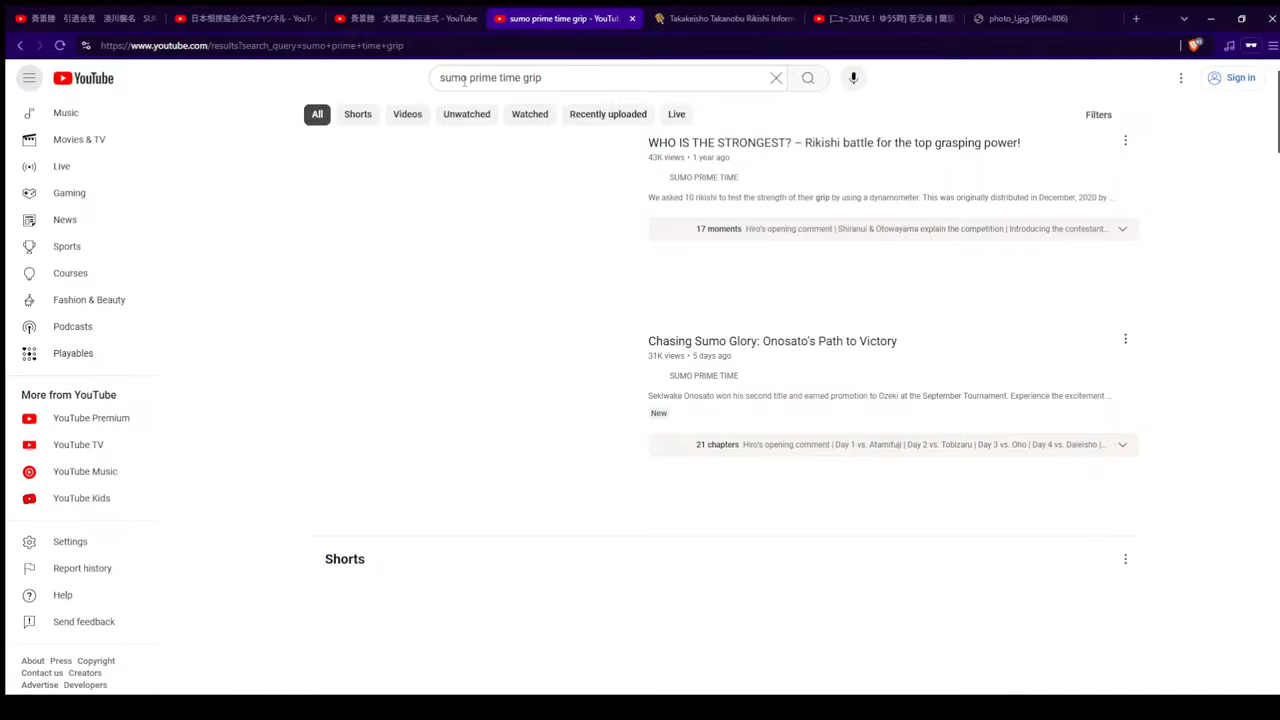 貴景勝 引退会見 湊川襲名 SU
日本相撲協会公式チャンネル - YouTu
貴景勝 大関昇進伝達式 - YouTube
sumo prime time grip - YouTu
Takakeisho Takanobu Rikishi Inform
[ニュースLIVE! ゆう5時] 若元春 | 関脇
photo_l.jpg (960×608)
https://www.youtube.com/results?search_query=sumo+prime+time+grip
YouTube
sumo prime time grip
Sign in
All
Shorts
Videos
Unwatched
Watched
Recently uploaded
Live
Filters
Music
Movies & TV
Live
Gaming
News
Sports
Courses
Fashion & Beauty
Podcasts
Playables
More from YouTube
YouTube Premium
YouTube TV
YouTube Music
YouTube Kids
Settings
Report history
Help
Send feedback
About Press Copyright
Contact us Creators
Advertise Developers
WHO IS THE STRONGEST? – Rikishi battle for the top grasping power!
43K views • 1 year ago
SUMO PRIME TIME
We asked 10 rikishi to test the strength of their grip by using a dynamometer. This was originally distributed in December, 2020 by ...
17 moments Hiro's opening comment | Shiranui & Otowayama explain the competition | Introducing the contestant...
Chasing Sumo Glory: Onosato's Path to Victory
31K views • 5 days ago
SUMO PRIME TIME
Sekiwake Onosato won his second title and earned promotion to Ozeki at the September Tournament. Experience the excitement ...
New
21 chapters Hiro's opening comment | Day 1 vs. Atamifuji | Day 2 vs. Tobizaru | Day 3 vs. Oho | Day 4 vs. Daieisho |...
Shorts